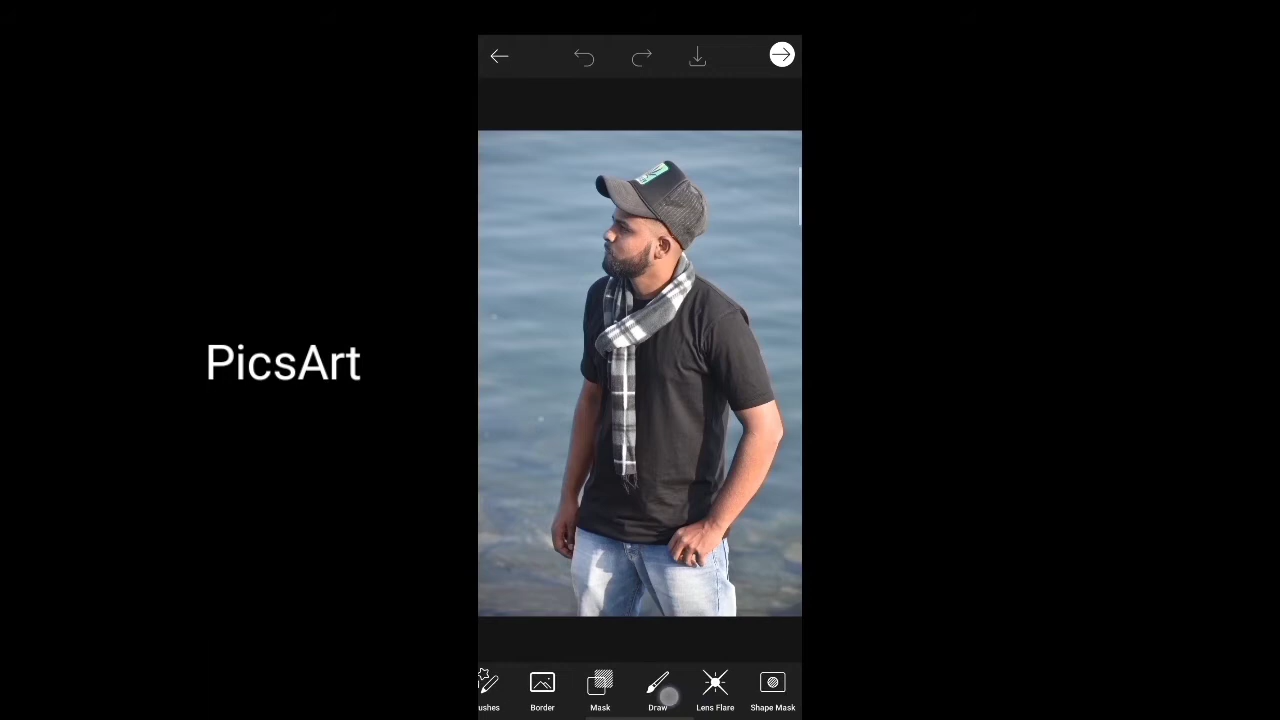 PicsArt
ushes
Border
Mask
Draw
Lens Flare
Shape Mask